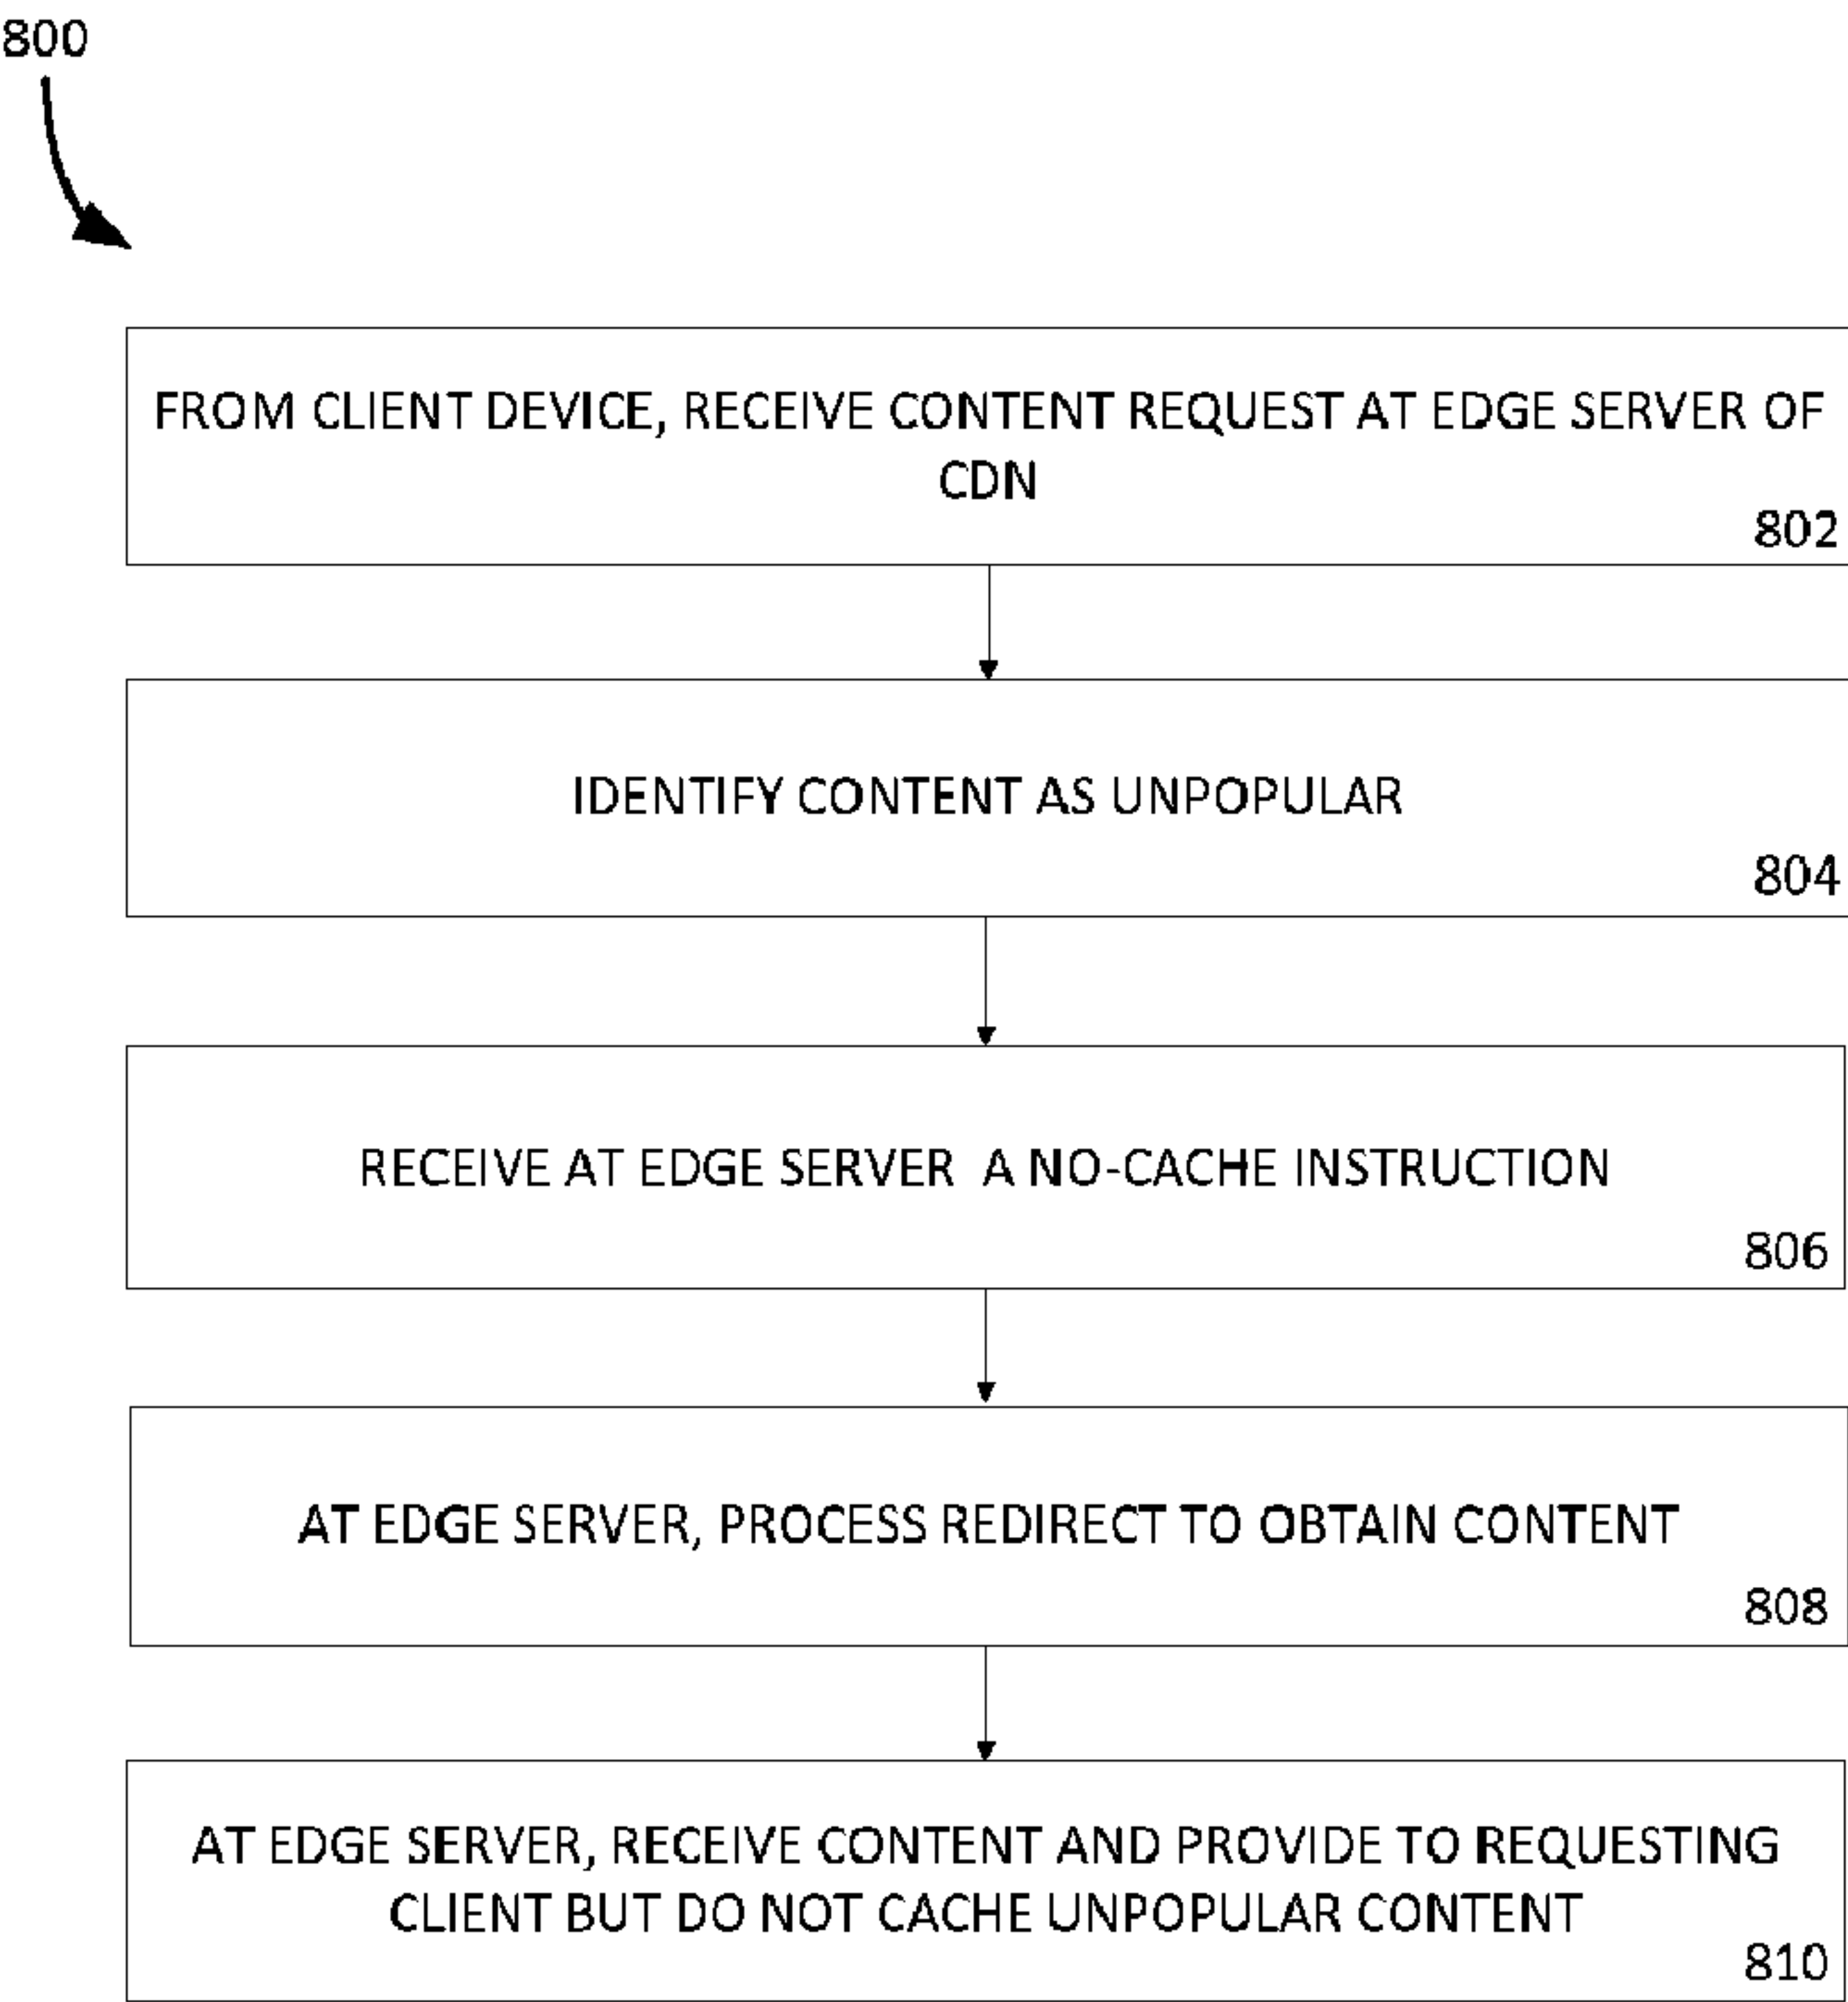 800
FROM CLIENT DEVICE, RECEIVE CONTENT REQUEST AT EDGE SERVER OF
CDN
802
IDENTIFY CONTENT AS UNPOPULAR
804
RECEIVE AT EDGE SERVER A NO-CACHE INSTRUCTION
806
AT EDGE SERVER, PROCESS REDIRECT TO OBTAIN CONTENT
808
AT EDGE SERVER, RECEIVE CONTENT AND PROVIDE TO REQUESTING
CLIENT BUT DO NOT CACHE UNPOPULAR CONTENT
810